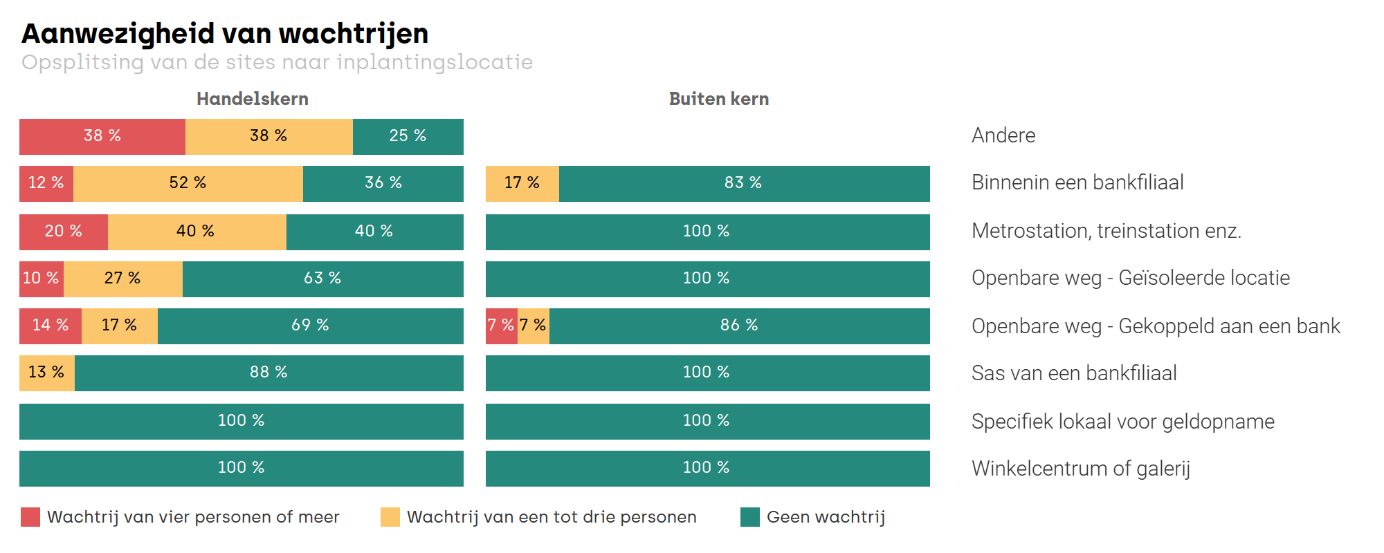 Aanwezigheid van wachtrijen
Opsplitsing van de sites naar inplantingslocatie
Handelskern Buiten kern
38 % 38 % 25 % Andere
12 % 52 % 36 % 17 % 83 % Binnenin een bankfiliaal
20 % 40 % 40 % 100 % Metrostation, treinstation enz.
10 % 27 % 63 % 100 % Openbare weg - Geïsoleerde locatie
14 % 17 % 69 % 7 % 7 % 86 % Openbare weg - Gekoppeld aan een bank
13 % 88 % 100 % Sas van een bankfiliaal
100 % 100 % Specifiek lokaal voor geldopname
100 % 100 % Winkelcentrum of galerij
Wachtrij van vier personen of meer Wachtrij van een tot drie personen Geen wachtrij